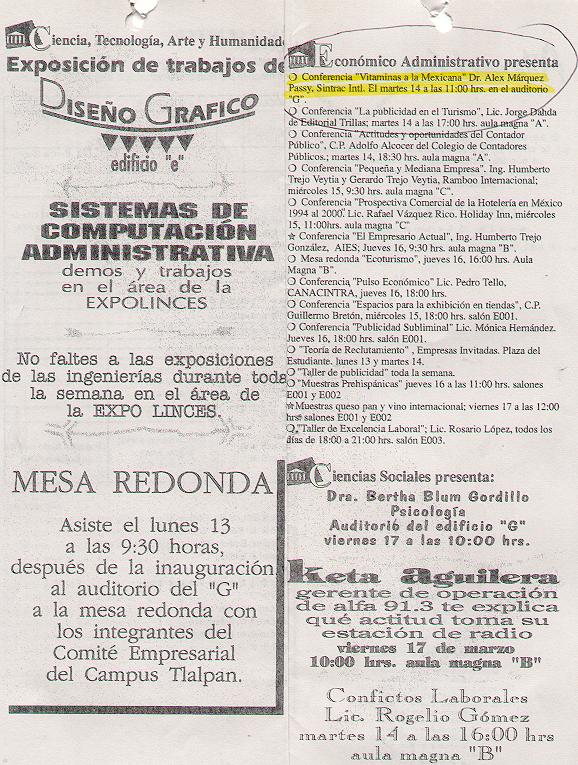 Ciencia, Tecnología, Arte y Humanidade
Exposición de trabajos de
DISEÑO GRAFICO
edificio "e"
SISTEMAS DE
COMPUTACIÓN
ADMINISTRATIVA
demos y trabajos
en el área de la
EXPOLINCES
No faltes a las exposiciones
de las ingenierías durante toda
la semana en el área de
la EXPO LINCES.
MESA REDONDA
Asiste el lunes 13
a las 9:30 horas,
después de la inauguración
al auditorio del "G"
a la mesa redonda con
los integrantes del
Comité Empresarial
del Campus Tlalpan.
Económico Administrativo presenta
❍ Conferencia "Vitaminas a la Mexicana" Dr. Alex Márquez
Passy, Sintrac Intl. El martes 14 a las 11:00 hrs. en el auditorio
"G".
❍ Conferencia "La publicidad en el Turismo", Lic. Jorge Dahda
de Editorial Trillas; martes 14 a las 17:00 hrs. aula magna "A".
❍ Conferencia "Actitudes y oportunidades del Contador
Público", C.P. Adolfo Alcocer del Colegio de Contadores
Públicos.; martes 14, 18:30 hrs. aula magna "A".
❍ Conferencia "Pequeña y Mediana Empresa". Ing. Humberto
Trejo Veytia y Gerardo Trejo Veytia, Ramboo Internacional;
miércoles 15, 9:30 hrs. aula magna "C".
❍ Conferencia "Prospectiva Comercial de la Hotelería en México
1994 al 2000". Lic. Rafael Vázquez Rico. Holiday Inn, miércoles
15, 11:00hrs. aula magna "C"
☆ Conferencia "El Empresario Actual", Ing. Humberto Trejo
González, AIES; Jueves 16, 9:30 hrs. aula magna "B".
❍ Mesa redonda "Ecoturismo", jueves 16, 16:00 hrs. Aula
Magna "B".
❍ Conferencia "Pulso Económico" Lic. Pedro Tello,
CANACINTRA, jueves 16, 18:00 hrs.
❍ Conferencia "Espacios para la exhibición en tiendas", C.P.
Guillermo Bretón, miércoles 15, 18:00 hrs. salón E001.
❍ Conferencia "Publicidad Subliminal" Lic. Mónica Hernández.
Jueves 16, 18:00 hrs. salón E001.
❍ "Teoría de Reclutamiento" , Empresas Invitadas. Plaza del
Estudiante. lunes 13 y martes 14.
❍ "Taller de publicidad" toda la semana.
❍ "Muestras Prehispánicas" jueves 16 a las 11:00 hrs. salones
E001 y E002
☆ Muestras queso pan y vino internacional; viernes 17 a las 12:00
hrs. salones E001 y E002
❍ "Taller de Excelencia Laboral"; Lic. Rosario López, todos los
días de 18:00 a 21:00 hrs. salón E003.
Ciencias Sociales presenta:
Dra. Bertha Blum Gordillo
Psicología
Auditorió del edificio "G"
viernes 17 a las 10:00 hrs.
Keta Aguilera
gerente de operación
de alfa 91.3 te explica
qué actitud toma su
estación de radio
viernes 17 de marzo
10:00 hrs. aula magna "B"
Confictos Laborales
Lic. Rogelio Gómez
martes 14 a las 16:00 hrs
aula magna "B"